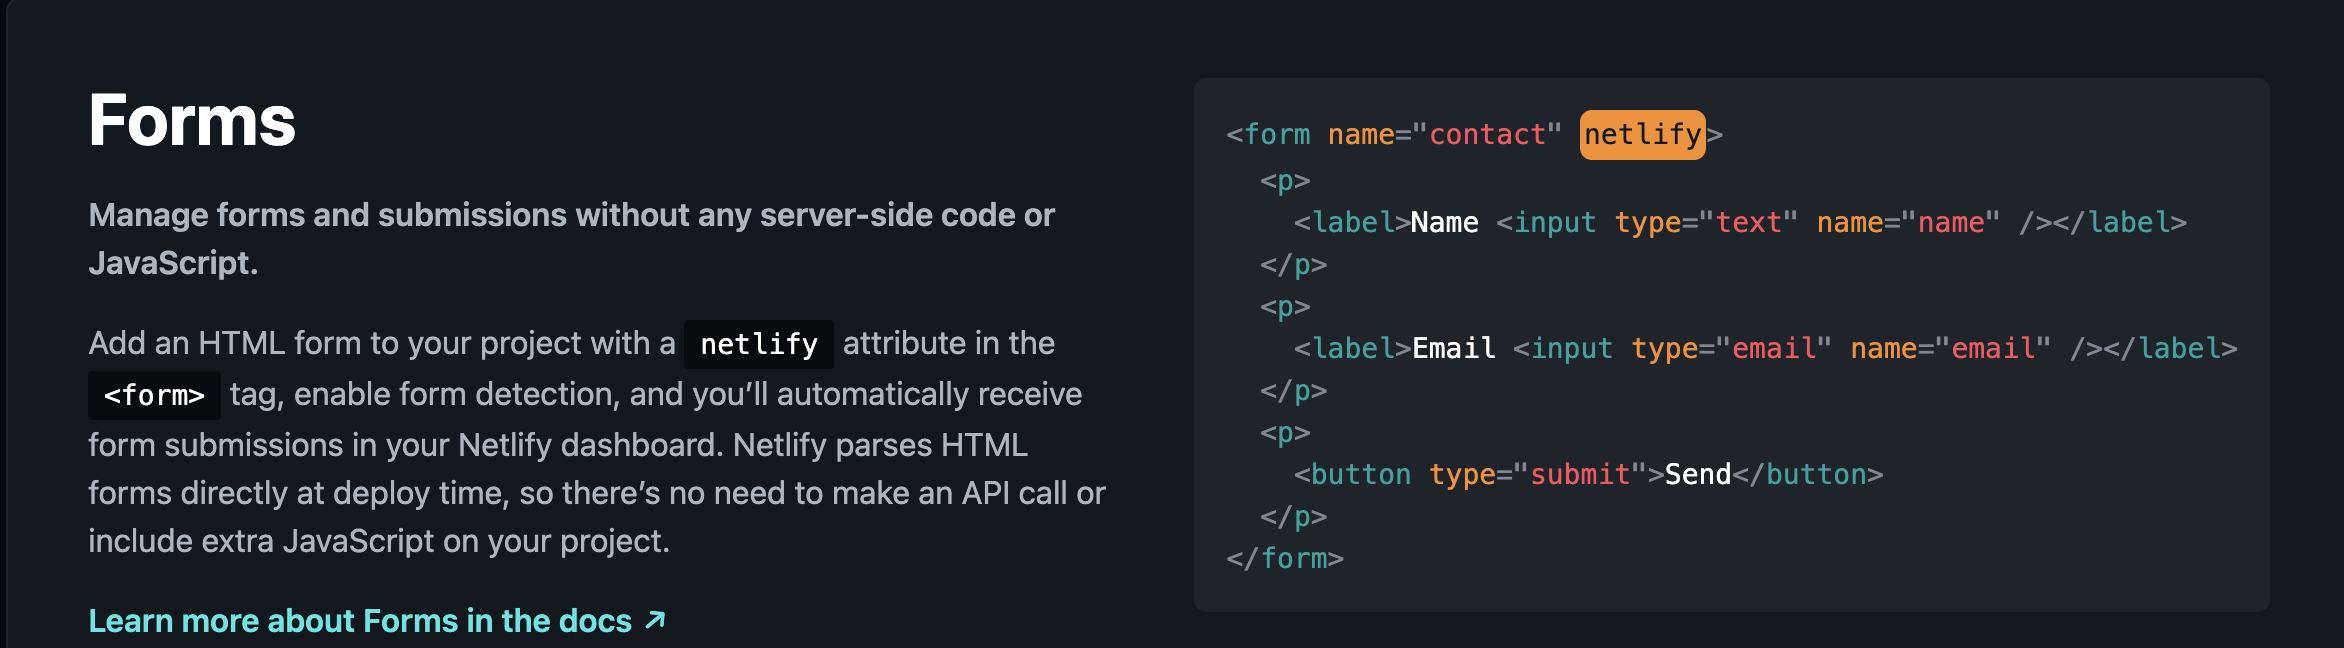 Forms
Manage forms and submissions without any server-side code or
JavaScript.
Add an HTML form to your project with a netlify attribute in the
<form> tag, enable form detection, and you’ll automatically receive
form submissions in your Netlify dashboard. Netlify parses HTML
forms directly at deploy time, so there’s no need to make an API call or
include extra JavaScript on your project.
Learn more about Forms in the docs ↗
<form name="contact" netlify>
  <p>
    <label>Name <input type="text" name="name" /></label>
  </p>
  <p>
    <label>Email <input type="email" name="email" /></label>
  </p>
  <p>
    <button type="submit">Send</button>
  </p>
</form>